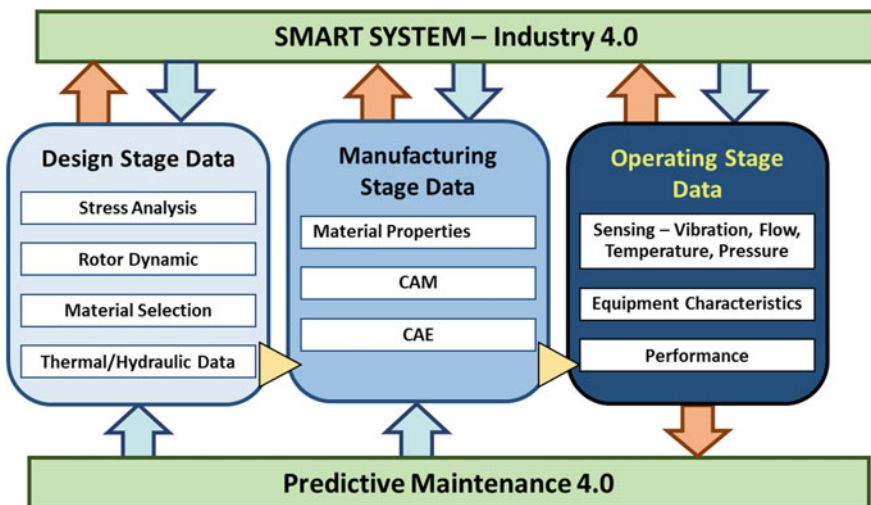 SMART SYSTEM – Industry 4.0
Design Stage Data
Stress Analysis
Rotor Dynamic
Material Selection
Thermal/Hydraulic Data
Manufacturing
Stage Data
Material Properties
CAM
CAE
Operating Stage
Data
Sensing – Vibration, Flow,
Temperature, Pressure
Equipment Characteristics
Performance
Predictive Maintenance 4.0